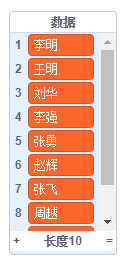 数据
1 李明
2 王明
3 刘华
4 李强
5 张勇
6 赵辉
7 张飞
8 周越
+ 长度10 =